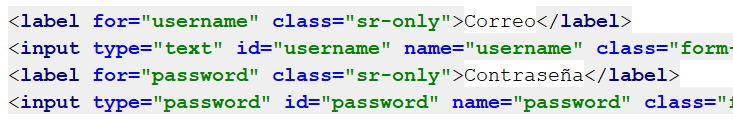 <label for="username" class="sr-only">Correo</label>
<input type="text" id="username" name="username" class="form-
<label for="password" class="sr-only">Contraseña</label>
<input type="password" id="password" name="password" class="f